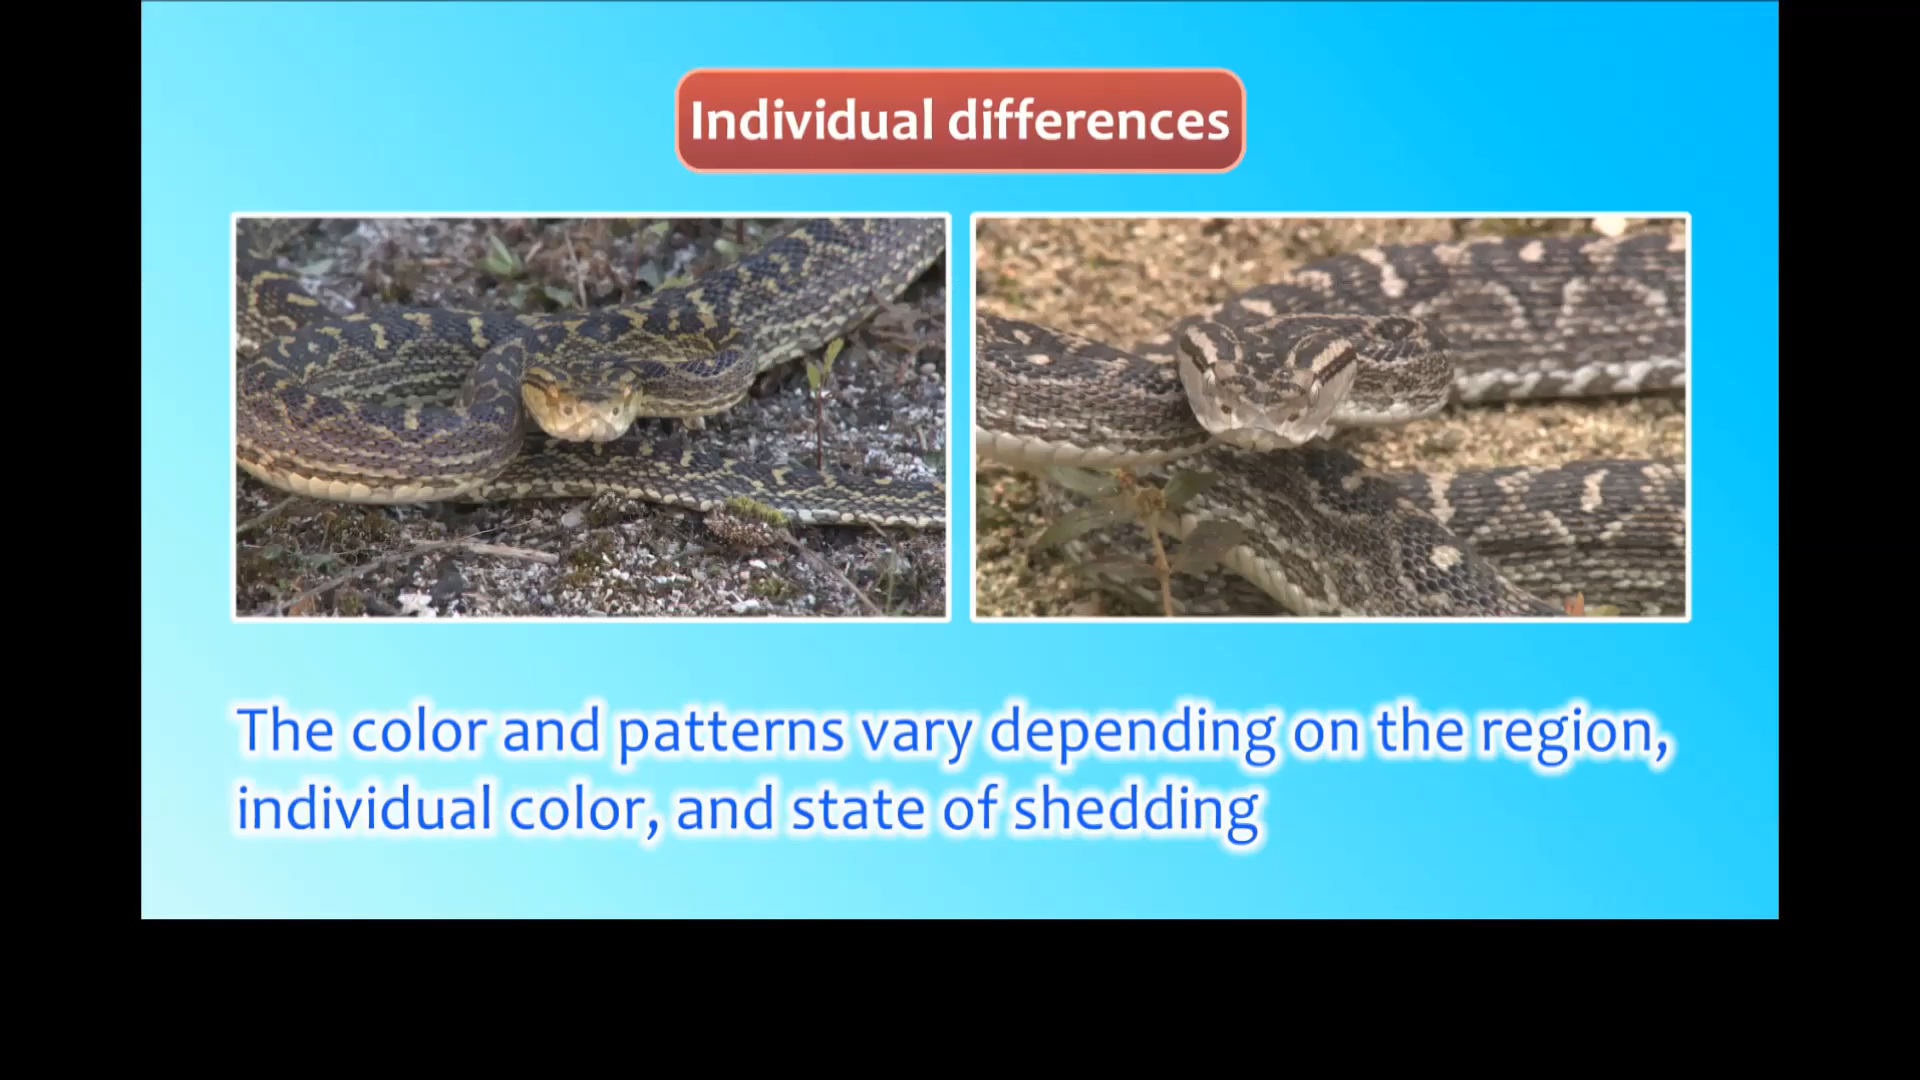 Individual differences
The color and patterns vary depending on the region,
individual color, and state of shedding